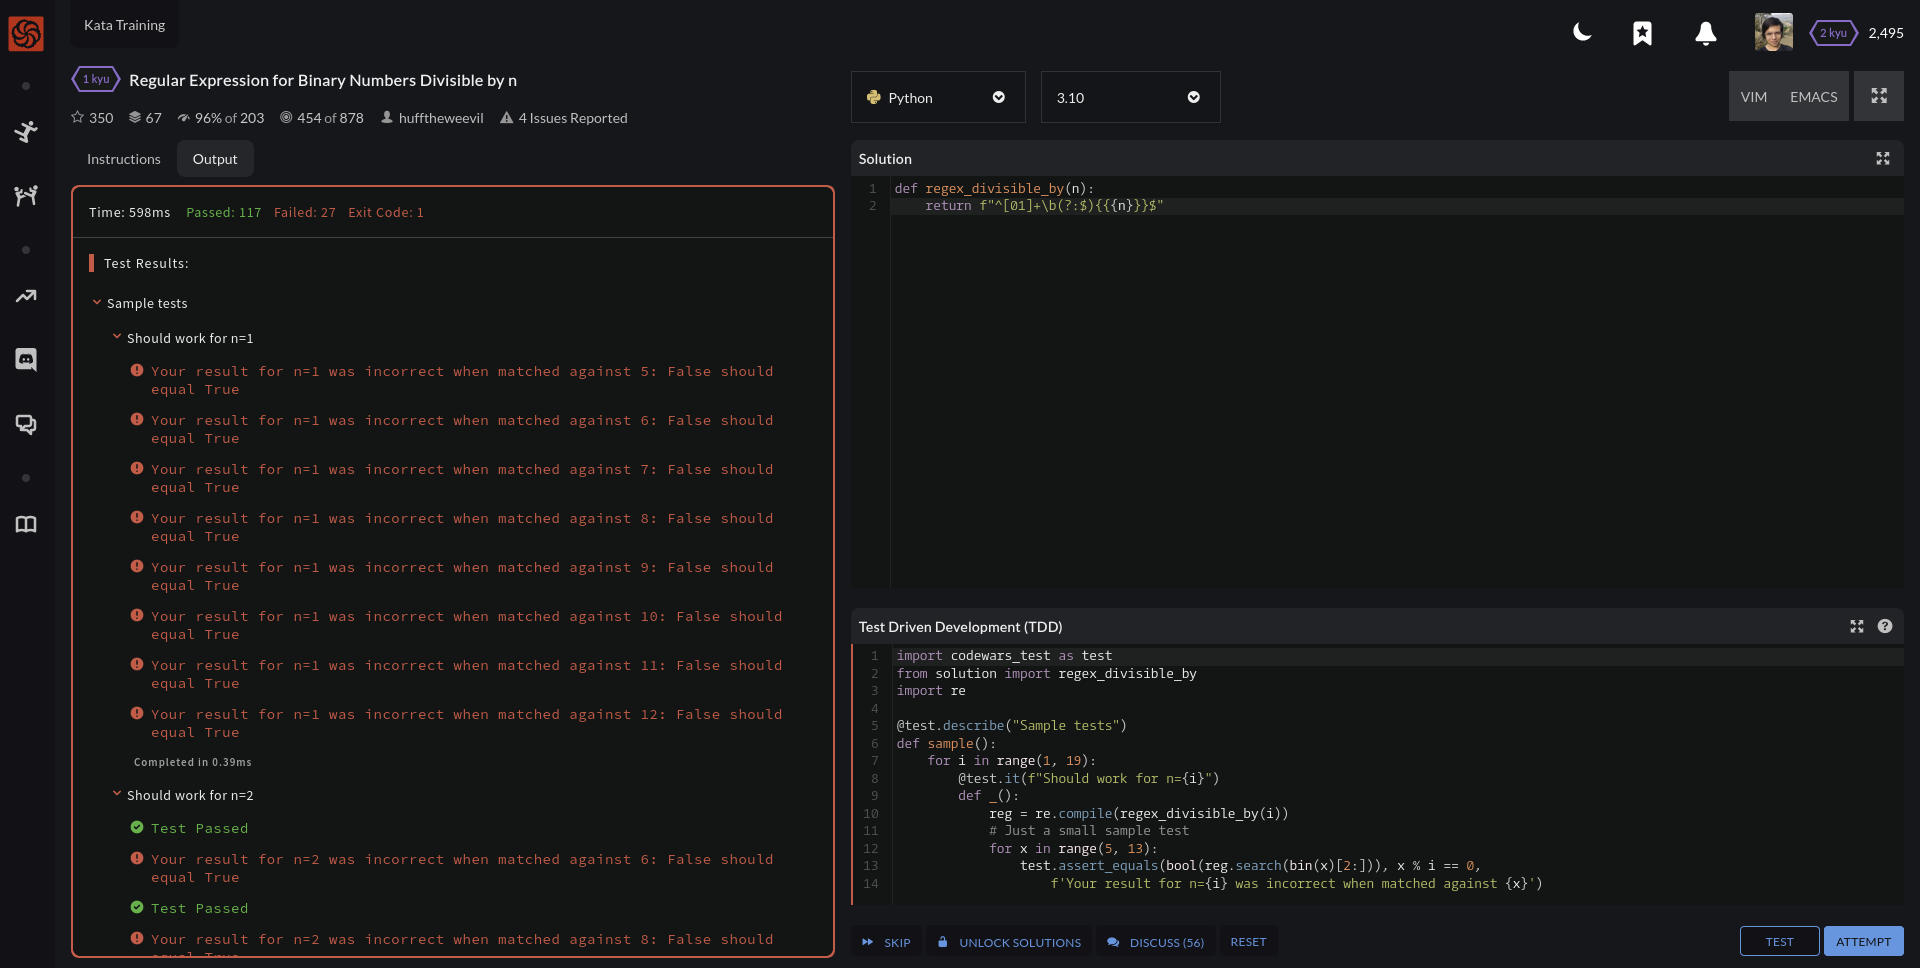 Kata Training
2 kyu 2,495
1 kyu Regular Expression for Binary Numbers Divisible by n
350 67 96% of 203 454 of 878 hufftheweevil 4 Issues Reported
Instructions Output
Time: 598ms Passed: 117 Failed: 27 Exit Code: 1
Test Results:
Sample tests
Should work for n=1
Your result for n=1 was incorrect when matched against 5: False should
equal True
Your result for n=1 was incorrect when matched against 6: False should
equal True
Your result for n=1 was incorrect when matched against 7: False should
equal True
Your result for n=1 was incorrect when matched against 8: False should
equal True
Your result for n=1 was incorrect when matched against 9: False should
equal True
Your result for n=1 was incorrect when matched against 10: False should
equal True
Your result for n=1 was incorrect when matched against 11: False should
equal True
Your result for n=1 was incorrect when matched against 12: False should
equal True
Completed in 0.39ms
Should work for n=2
Test Passed
Your result for n=2 was incorrect when matched against 6: False should
equal True
Test Passed
Your result for n=2 was incorrect when matched against 8: False should
equal True
Python 3.10 VIM EMACS
Solution
1 def regex_divisible_by(n):
2 return f"^[01]+\b(?:$){{{n}}}$"
Test Driven Development (TDD)
1 import codewars_test as test
2 from solution import regex_divisible_by
3 import re
4
5 @test.describe("Sample tests")
6 def sample():
7 for i in range(1, 19):
8 @test.it(f"Should work for n={i}")
9 def _():
10 reg = re.compile(regex_divisible_by(i))
11 # Just a small sample test
12 for x in range(5, 13):
13 test.assert_equals(bool(reg.search(bin(x)[2:])), x % i == 0,
14 f'Your result for n={i} was incorrect when matched against {x}')
SKIP UNLOCK SOLUTIONS DISCUSS (56) RESET TEST ATTEMPT